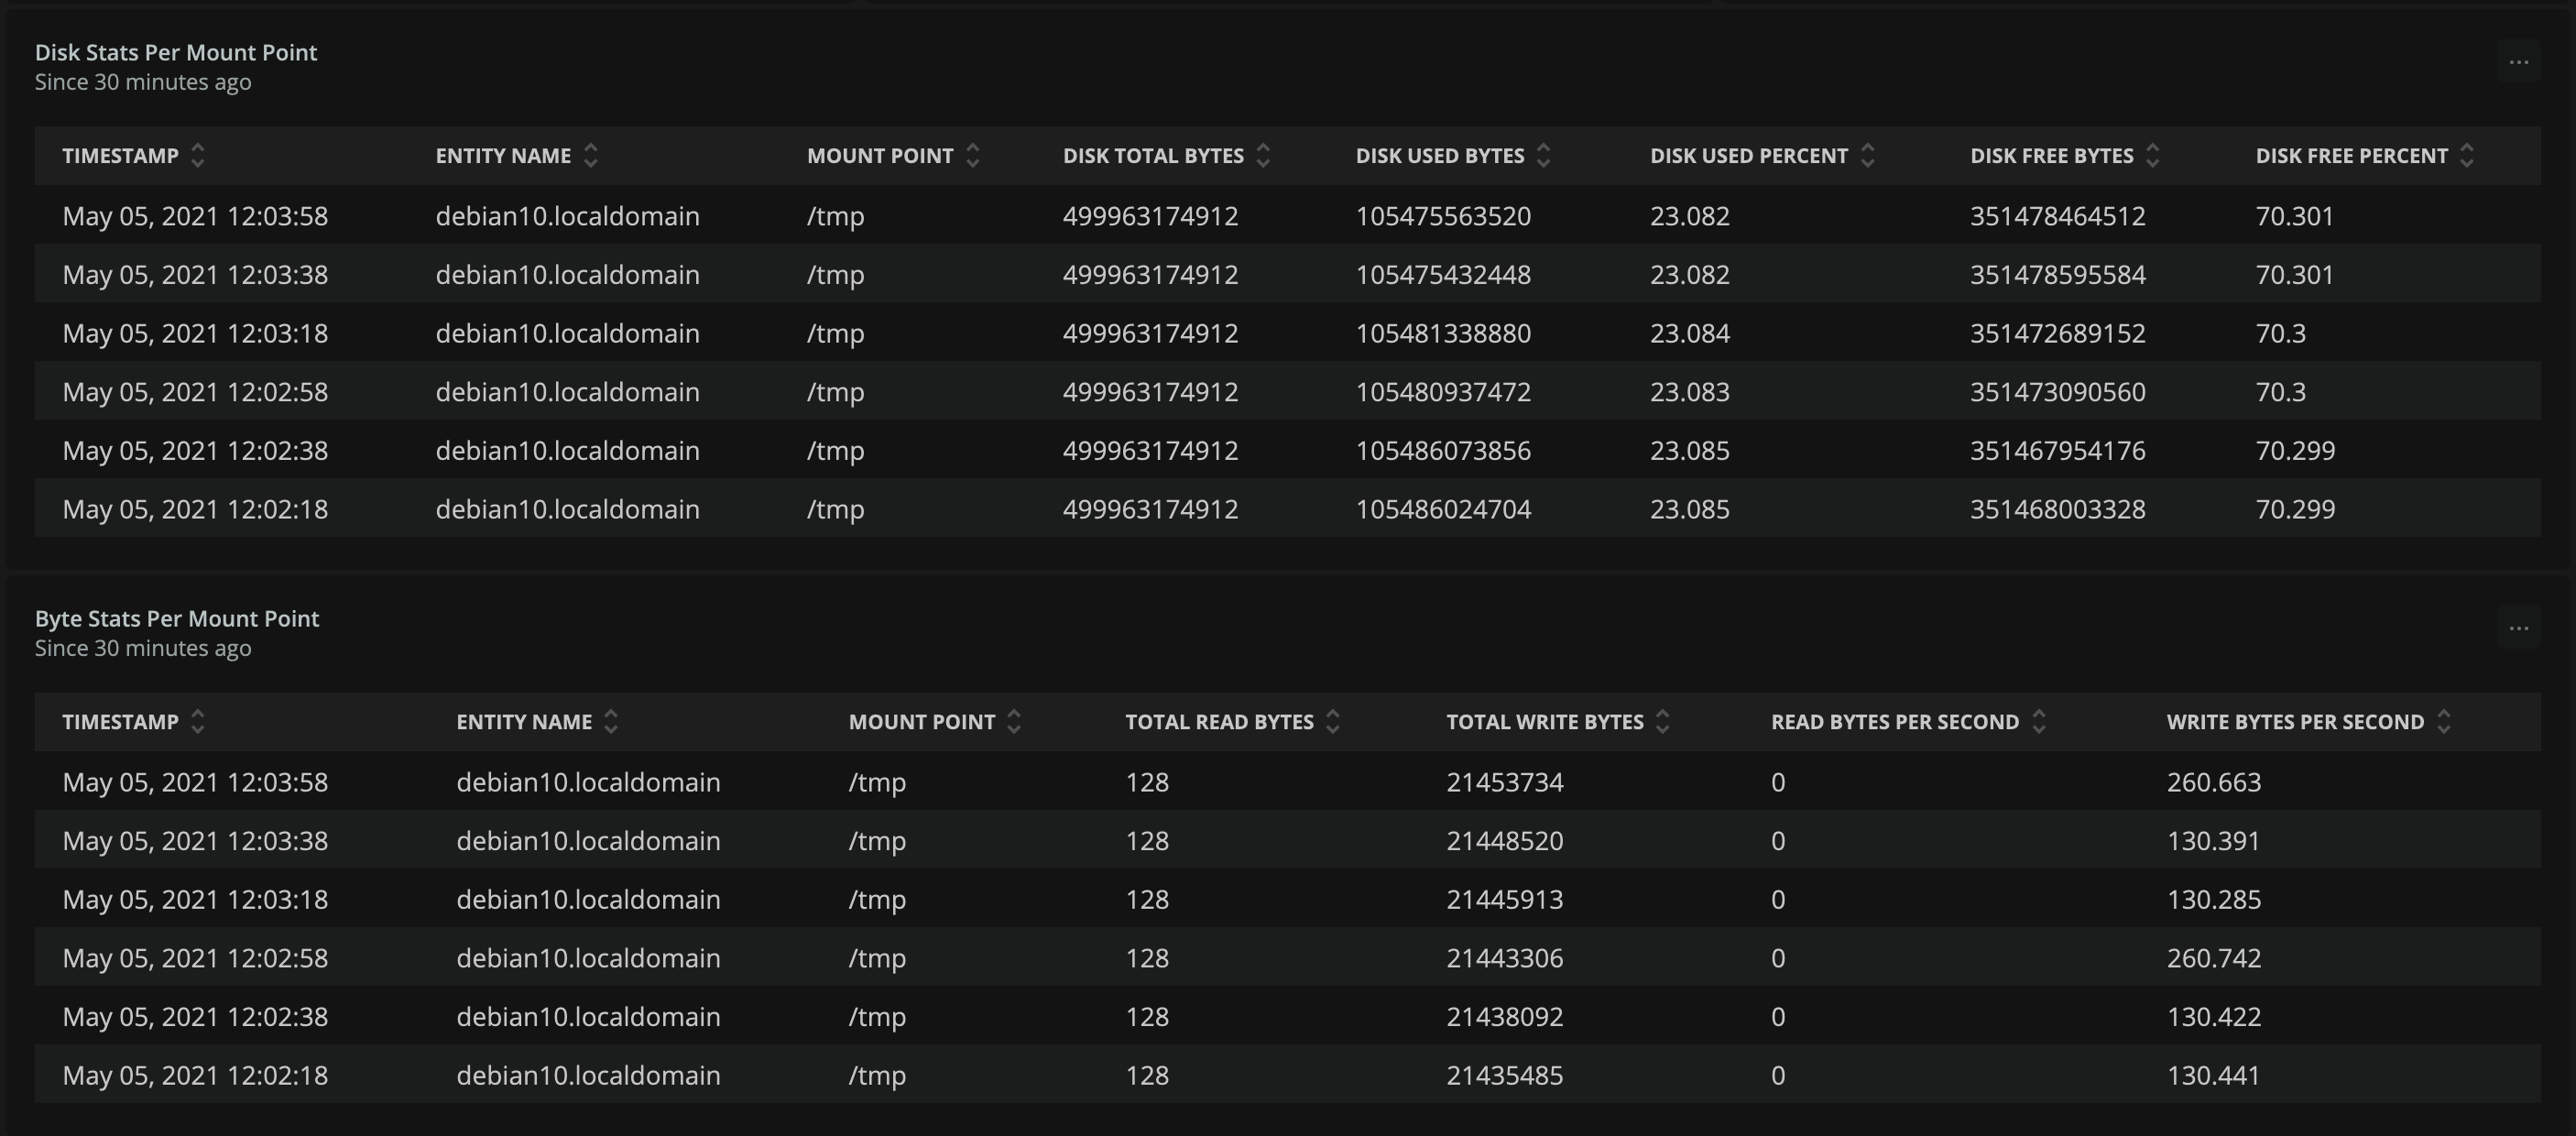 Disk Stats Per Mount Point
Since 30 minutes ago
...
TIMESTAMP ENTITY NAME MOUNT POINT DISK TOTAL BYTES DISK USED BYTES DISK USED PERCENT DISK FREE BYTES DISK FREE PERCENT
May 05, 2021 12:03:58 debian10.localdomain /tmp 499963174912 105475563520 23.082 351478464512 70.301
May 05, 2021 12:03:38 debian10.localdomain /tmp 499963174912 105475432448 23.082 351478595584 70.301
May 05, 2021 12:03:18 debian10.localdomain /tmp 499963174912 105481338880 23.084 351472689152 70.3
May 05, 2021 12:02:58 debian10.localdomain /tmp 499963174912 105480937472 23.083 351473090560 70.3
May 05, 2021 12:02:38 debian10.localdomain /tmp 499963174912 105486073856 23.085 351467954176 70.299
May 05, 2021 12:02:18 debian10.localdomain /tmp 499963174912 105486024704 23.085 351468003328 70.299
Byte Stats Per Mount Point
Since 30 minutes ago
...
TIMESTAMP ENTITY NAME MOUNT POINT TOTAL READ BYTES TOTAL WRITE BYTES READ BYTES PER SECOND WRITE BYTES PER SECOND
May 05, 2021 12:03:58 debian10.localdomain /tmp 128 21453734 0 260.663
May 05, 2021 12:03:38 debian10.localdomain /tmp 128 21448520 0 130.391
May 05, 2021 12:03:18 debian10.localdomain /tmp 128 21445913 0 130.285
May 05, 2021 12:02:58 debian10.localdomain /tmp 128 21443306 0 260.742
May 05, 2021 12:02:38 debian10.localdomain /tmp 128 21438092 0 130.422
May 05, 2021 12:02:18 debian10.localdomain /tmp 128 21435485 0 130.441